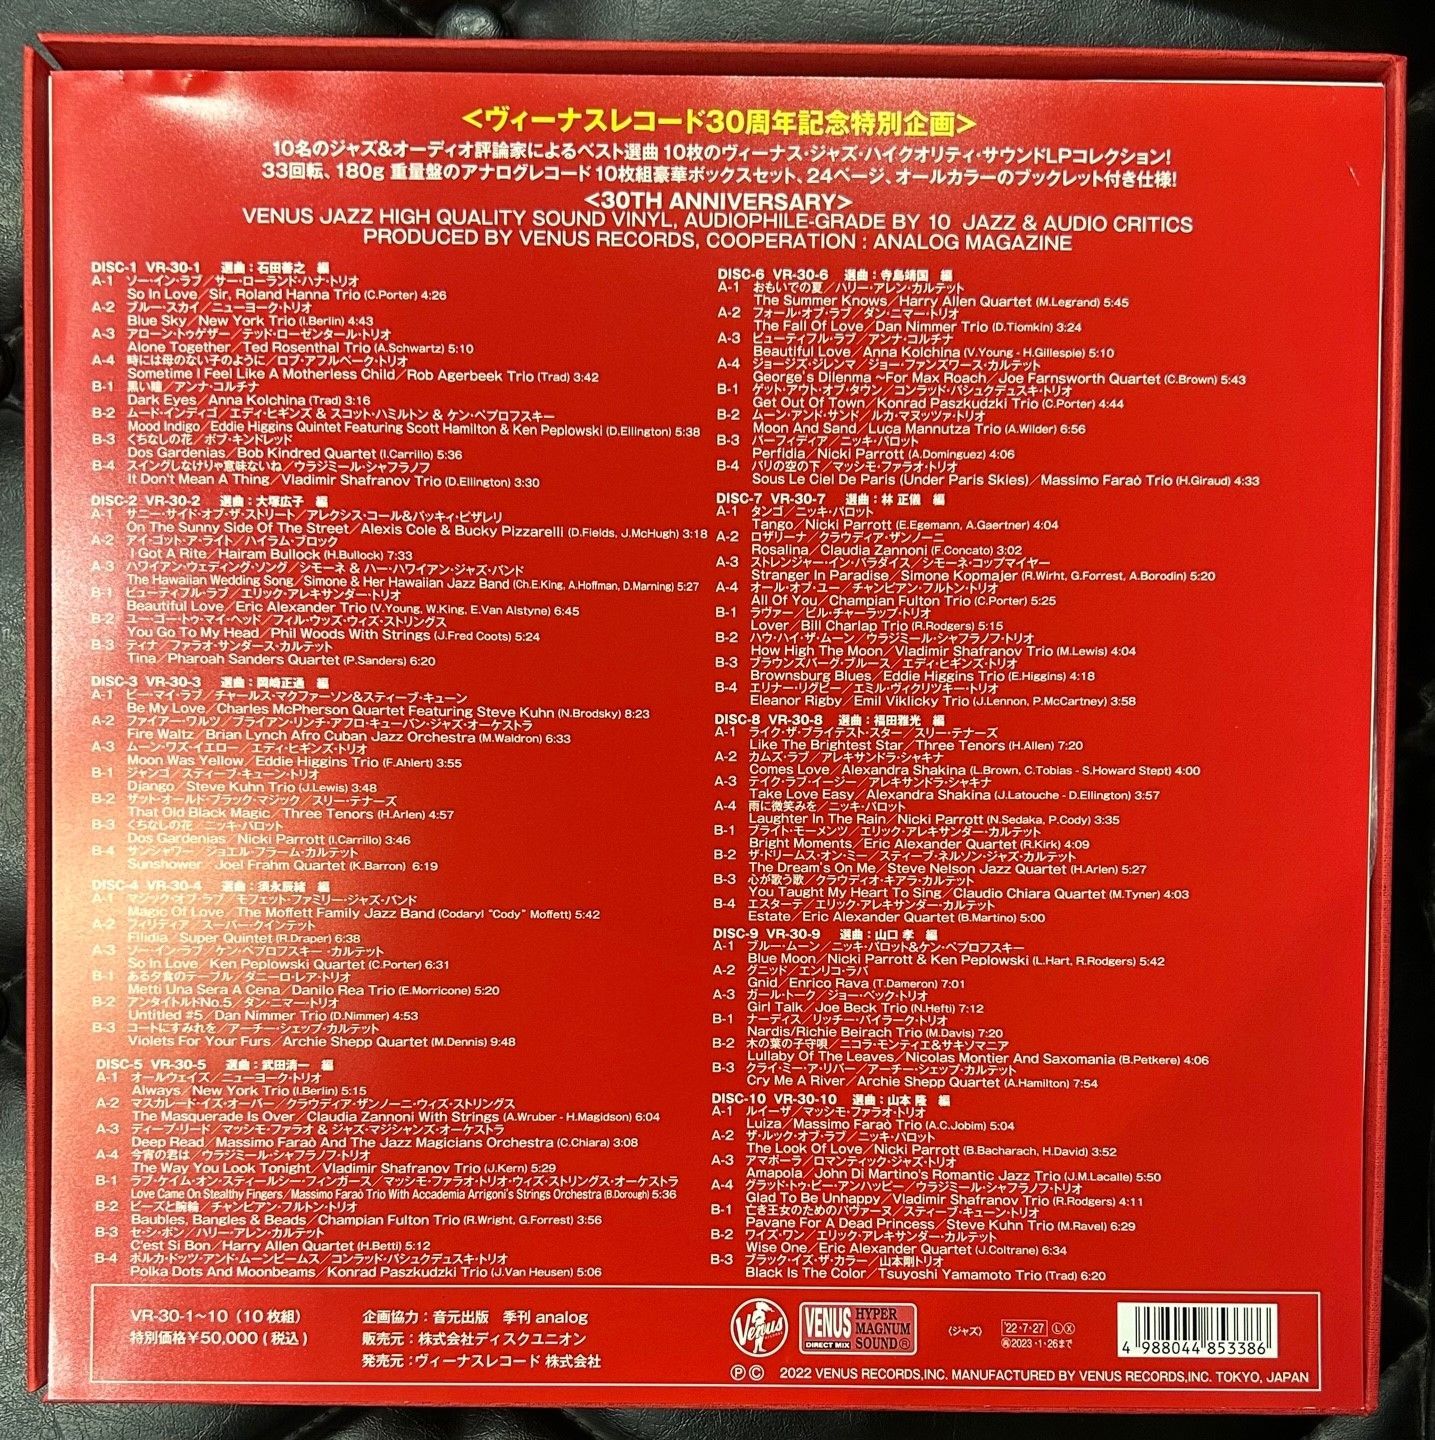 <ヴィーナスレコード30周年記念特別企画>
10名のジャズ&オーディオ評論家によるベスト選曲 10枚のヴィーナス・ジャズ・ハイクオリティ・サウンドLPコレクション!
33回転、180g 重量盤のアナログレコード 10枚組豪華ボックスセット、24ページ、オールカラーのブックレット付き仕様!
<30TH ANNIVERSARY>
VENUS JAZZ HIGH QUALITY SOUND VINYL, AUDIOPHILE-GRADE BY 10 JAZZ & AUDIO CRITICS
PRODUCED BY VENUS RECORDS, COOPERATION : ANALOG MAGAZINE
DISC-1 VR-30-1 選曲:石田善之 編
A-1 ソー・イン・ラブ/サー・ローランド・ハナ・トリオ
So In Love/Sir, Roland Hanna Trio (C.Porter) 4:26
A-2 ブルー・スカイ/ニューヨーク・トリオ
Blue Sky/New York Trio (I.Berlin) 4:43
A-3 アローン・トゥゲザー/テッド・ローゼンタール・トリオ
Alone Together/Ted Rosenthal Trio (A.Schwartz) 5:10
A-4 時には母のない子のように/ロブ・アフルベーク・トリオ
Sometime I Feel Like A Motherless Child/Rob Agerbeek Trio (Trad) 3:42
B-1 黒い瞳/アンナ・コルチナ
Dark Eyes/Anna Kolchina (Trad) 3:16
B-2 ムード・インディゴ/エディ・ヒギンズ & スコット・ハミルトン & ケン・ペプロフスキー
Mood Indigo/Eddie Higgins Quintet Featuring Scott Hamilton & Ken Peplowski (D.Ellington) 5:38
B-3 くちなしの花/ボブ・キンドレッド
Dos Gardenias/Bob Kindred Quartet (I.Carrillo) 5:36
B-4 スイングしなけりゃ意味ないね/ウラジミール・シャフラノフ
It Don't Mean A Thing/Vladimir Shafranov Trio (D.Ellington) 3:30
DISC-2 VR-30-2 選曲:大塚広子 編
A-1 サニー・サイド・オブ・ザ・ストリート/アレクシス・コール&バッキィ・ピザレリ
On The Sunny Side Of The Street/Alexis Cole & Bucky Pizzarelli (D.Fields, J.McHugh) 3:18
A-2 アイ・ゴット・ア・ライト/ハイラム・ブロック
I Got A Rite/Hairam Bullock (H.Bullock) 7:33
A-3 ハワイアン・ウェディング・ソング/シモーネ & ハー・ハワイアン・ジャズ・バンド
The Hawaiian Wedding Song/Simone & Her Hawaiian Jazz Band (Ch.E.King, A.Hoffman, D.Marning) 5:27
B-1 ビューティフル・ラブ/エリック・アレキサンダー・トリオ
Beautiful Love/Eric Alexander Trio (V.Young, W.King, E.Van Alstyne) 6:45
B-2 ユー・ゴー・トゥ・マイ・ヘッド/フィル・ウッズ・ウィズ・ストリングス
You Go To My Head/Phil Woods With Strings (J.Fred Coots) 5:24
B-3 ティナ/ファラオ・サンダース・カルテット
Tina/Pharoah Sanders Quartet (P.Sanders) 6:20
DISC-3 VR-30-3 選曲:岡崎正通 編
A-1 ビー・マイ・ラブ/チャールス・マクファーソン&スティーブ・キューン
Be My Love/Charles McPherson Quartet Featuring Steve Kuhn (N.Brodsky) 8:23
A-2 ファイアー・ワルツ/ブライアン・リンチ・アフロ・キューバン・ジャズ・オーケストラ
Fire Waltz/Brian Lynch Afro Cuban Jazz Orchestra (M.Waldron) 6:33
A-3 ムーン・ワズ・イエロー/エディ・ヒギンズ・トリオ
Moon Was Yellow/Eddie Higgins Trio (F.Ahlert) 3:55
B-1 ジャンゴ/スティーブ・キューン・トリオ
Django/Steve Kuhn Trio (J.Lewis) 3:48
B-2 ザット・オールド・ブラック・マジック/スリー・テナーズ
That Old Black Magic/Three Tenors (H.Arlen) 4:57
B-3 くちなしの花/ニッキ・パロット
Dos Gardenias/Nicki Parrott (I.Carrillo) 3:46
B-4 サンシャワー/ジョエル・フラーム・カルテット
Sunshower/Joel Frahm Quartet (K.Barron) 6:19
DISC-4 VR-30-4 選曲:須永辰緒 編
A-1 マジック・オブ・ラブ/モフェット・ファミリー・ジャズ・バンド
Magic Of Love/The Moffett Family Jazz Band (Codaryl "Cody" Moffett) 5:42
A-2 フィリディア/スーパー・クインテット
Filidia/Super Quintet (R.Draper) 6:38
A-3 ソー・イン・ラブ/ケン・ペプロフスキー・カルテット
So In Love/Ken Peplowski Quartet (C.Porter) 6:31
B-1 ある夕食のテーブル/ダニーロ・レア・トリオ
Metti Una Sera A Cena/Danilo Rea Trio (E.Morricone) 5:20
B-2 アンタイトルドNo.5/ダン・ニマー・トリオ
Untitled #5/Dan Nimmer Trio (D.Nimmer) 4:53
B-3 コートにすみれを/アーチー・シェップ・カルテット
Violets For Your Furs/Archie Shepp Quartet (M.Dennis) 9:48
DISC-5 VR-30-5 選曲:武田清一 編
A-1 オールウェイズ/ニューヨーク・トリオ
Always/New York Trio (I.Berlin) 5:15
A-2 マスカレード・イズ・オーバー/クラウディア・ザンノーニ・ウィズ・ストリングス
The Masquerade Is Over/Claudia Zannoni With Strings (A.Wruber - H.Magidson) 6:04
A-3 ディープ・リード/マッシモ・ファラオ & ジャズ・マジシャンズ・オーケストラ
Deep Read/Massimo Faraò And The Jazz Magicians Orchestra (C.Chiara) 3:08
A-4 今宵の君は/ウラジミール・シャフラノフ・トリオ
The Way You Look Tonight/Vladimir Shafranov Trio (J.Kern) 5:29
B-1 ラブ・ケイム・オン・スティールシー・フィンガース/マッシモ・ファラオ・トリオ・ウィズ・ストリングス・オーケストラ
Love Came On Stealthy Fingers/Massimo Faraò Trio With Accademia Arrigoni's Strings Orchestra (B.Dorough) 5:36
B-2 ビーズと腕輪/チャンピアン・フルトン・トリオ
Baubles, Bangles & Beads/Champian Fulton Trio (R.Wright, G.Forrest) 3:56
B-3 セ・シ・ボン/ハリー・アレン・カルテット
C'est Si Bon/Harry Allen Quartet (H.Betti) 5:12
B-4 ポルカ・ドッツ・アンド・ムーンビームス/コンラッド・パシュクデュスキ・トリオ
Polka Dots And Moonbeams/Konrad Paszkudzki Trio (J.Van Heusen) 5:06
DISC-6 VR-30-6 選曲:寺島靖国 編
A-1 おもいでの夏/ハリー・アレン・カルテット
The Summer Knows/Harry Allen Quartet (M.Legrand) 5:45
A-2 フォール・オブ・ラブ/ダン・ニマー・トリオ
The Fall Of Love/Dan Nimmer Trio (D.Tiomkin) 3:24
A-3 ビューティフル・ラブ/アンナ・コルチナ
Beautiful Love/Anna Kolchina (V.Young - H.Gillespie) 5:10
A-4 ジョージズ・ジレンマ/ジョー・ファンズワース・カルテット
George's Dilenma ~For Max Roach/Joe Farnsworth Quartet (C.Brown) 5:43
B-1 ゲット・アウト・オブ・タウン/コンラッド・パシュクデュスキ・トリオ
Get Out Of Town/Konrad Paszkudzki Trio (C.Porter) 4:44
B-2 ムーン・アンド・サンド/ルカ・マヌッツァ・トリオ
Moon And Sand/Luca Mannutza Trio (A.Wilder) 6:56
B-3 パーフィディア/ニッキ・パロット
Perfidia/Nicki Parrott (A.Dominguez) 4:06
B-4 パリの空の下/マッシモ・ファラオ・トリオ
Sous Le Ciel De Paris (Under Paris Skies)/Massimo Faraò Trio (H.Giraud) 4:33
DISC-7 VR-30-7 選曲:林 正儀 編
A-1 タンゴ/ニッキ・パロット
Tango/Nicki Parrott (E.Egemann, A.Gaertner) 4:04
A-2 ロザリーナ/クラウディア・ザンノーニ
Rosalina/Claudia Zannoni (F.Concato) 3:02
A-3 ストレンジャー・イン・パラダイス/シモーネ・コップマイヤー
Stranger In Paradise/Simone Kopmajer (R.Wirht, G.Forrest, A.Borodin) 5:20
A-4 オール・オブ・ユー/チャンピアン・フルトン・トリオ
All Of You/Champian Fulton Trio (C.Porter) 5:25
B-1 ラヴァー/ビル・チャーラップ・トリオ
Lover/Bill Charlap Trio (R.Rodgers) 5:15
B-2 ハウ・ハイ・ザ・ムーン/ウラジミール・シャフラノフ・トリオ
How High The Moon/Vladimir Shafranov Trio (M.Lewis) 4:04
B-3 ブラウンズバーグ・ブルース/エディ・ヒギンズ・トリオ
Brownsburg Blues/Eddie Higgins Trio (E.Higgins) 4:18
B-4 エリナー・リグビー/エミル・ヴィクリツキー・トリオ
Eleanor Rigby/Emil Viklicky Trio (J.Lennon, P.McCartney) 3:58
DISC-8 VR-30-8 選曲:福田雅光 編
A-1 ライク・ザ・ブライテスト・スター/スリー・テナーズ
Like The Brightest Star/Three Tenors (H.Allen) 7:20
A-2 カムズ・ラブ/アレキサンドラ・シャキナ
Comes Love/Alexandra Shakina (L.Brown, C.Tobias - S.Howard Stept) 4:00
A-3 テイク・ラブ・イージー/アレキサンドラ・シャキナ
Take Love Easy/Alexandra Shakina (J.Latouche - D.Ellington) 3:57
A-4 雨に微笑みを/ニッキ・パロット
Laughter In The Rain/Nicki Parrott (N.Sedaka, P.Cody) 3:35
B-1 ブライト・モーメンツ/エリック・アレキサンダー・カルテット
Bright Moments/Eric Alexander Quartet (R.Kirk) 4:09
B-2 ザ・ドリームス・オン・ミー/スティーブ・ネルソン・ジャズ・カルテット
The Dream's On Me/Steve Nelson Jazz Quartet (H.Arlen) 5:27
B-3 心が歌う歌/クラウディオ・キアラ・カルテット
You Taught My Heart To Sing/Claudio Chiara Quartet (M.Tyner) 4:03
B-4 エスターテ/エリック・アレキサンダー・カルテット
Estate/Eric Alexander Quartet (B.Martino) 5:00
DISC-9 VR-30-9 選曲:山口 孝 編
A-1 ブルー・ムーン/ニッキ・パロット&ケン・ペプロフスキー
Blue Moon/Nicki Parrott & Ken Peplowski (L.Hart, R.Rodgers) 5:42
A-2 グニッド/エンリコ・ラバ
Gnid/Enrico Rava (T.Dameron) 7:01
A-3 ガール・トーク/ジョー・ベック・トリオ
Girl Talk/Joe Beck Trio (N.Hefti) 7:12
B-1 ナーディス/リッチー・バイラーク・トリオ
Nardis/Richie Beirach Trio (M.Davis) 7:20
B-2 木の葉の子守唄/ニコラ・モンティエ&サキソマニア
Lullaby Of The Leaves/Nicolas Montier And Saxomania (B.Petkere) 4:06
B-3 クライ・ミー・ア・リバー/アーチー・シェップ・カルテット
Cry Me A River/Archie Shepp Quartet (A.Hamilton) 7:54
DISC-10 VR-30-10 選曲:山本 隆 編
A-1 ルイーザ/マッシモ・ファラオ・トリオ
Luiza/Massimo Faraò Trio (A.C.Jobim) 5:04
A-2 ザ・ルック・オブ・ラブ/ニッキ・パロット
The Look Of Love/Nicki Parrott (B.Bacharach, H.David) 3:52
A-3 アマポーラ/ロマンティック・ジャズ・トリオ
Amapola/John Di Martino's Romantic Jazz Trio (J.M.Lacalle) 5:50
A-4 グラッド・トゥ・ビー・アンハッピー/ウラジミール・シャフラノフ・トリオ
Glad To Be Unhappy/Vladimir Shafranov Trio (R.Rodgers) 4:11
B-1 亡き王女のためのパヴァーヌ/スティーブ・キューン・トリオ
Pavane For A Dead Princess/Steve Kuhn Trio (M.Ravel) 6:29
B-2 ワイズ・ワン/エリック・アレキサンダー・カルテット
Wise One/Eric Alexander Quartet (J.Coltrane) 6:34
B-3 ブラック・イズ・ザ・カラー/山本剛トリオ
Black Is The Color/Tsuyoshi Yamamoto Trio (Trad) 6:20
VR-30-1~10 (10枚組)
特別価格¥50,000(税込)
企画協力:音元出版 季刊 analog
販売元:株式会社ディスクユニオン
発売元:ヴィーナスレコード 株式会社
Venus
VENUS DIRECT MIX HYPER MAGNUM SOUND®
〈ジャズ〉
'22・7・27 Ⓛ Ⓧ
㊢2023・1・26まで
4 988044 853386
Ⓟ © 2022 VENUS RECORDS,INC. MANUFACTURED BY VENUS RECORDS,INC. TOKYO, JAPAN